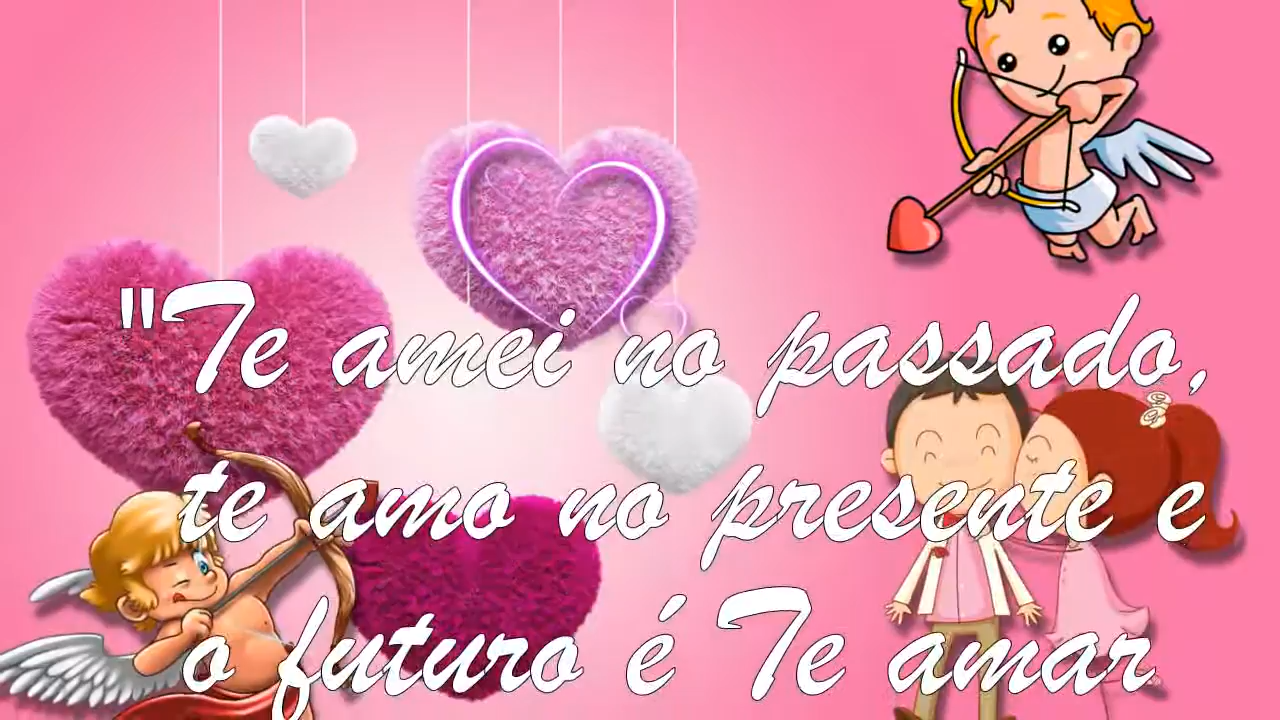 "Te amei no passado,
te amo no presente e
o futuro é Te amar